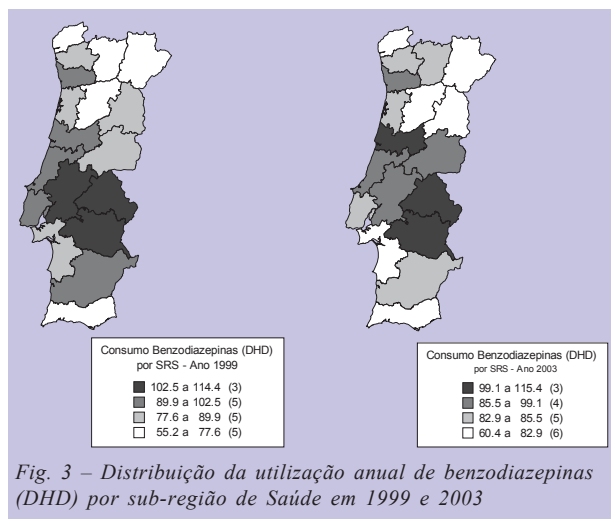 Consumo Benzodiazepinas (DHD)
por SRS - Ano 1999
102.5 a 114.4 (3)
89.9 a 102.5 (5)
77.6 a 89.9 (5)
55.2 a 77.6 (5)
Consumo Benzodiazepinas (DHD)
por SRS - Ano 2003
99.1 a 115.4 (3)
85.5 a 99.1 (4)
82.9 a 85.5 (5)
60.4 a 82.9 (6)
Fig. 3 – Distribuição da utilização anual de benzodiazepinas
(DHD) por sub-região de Saúde em 1999 e 2003